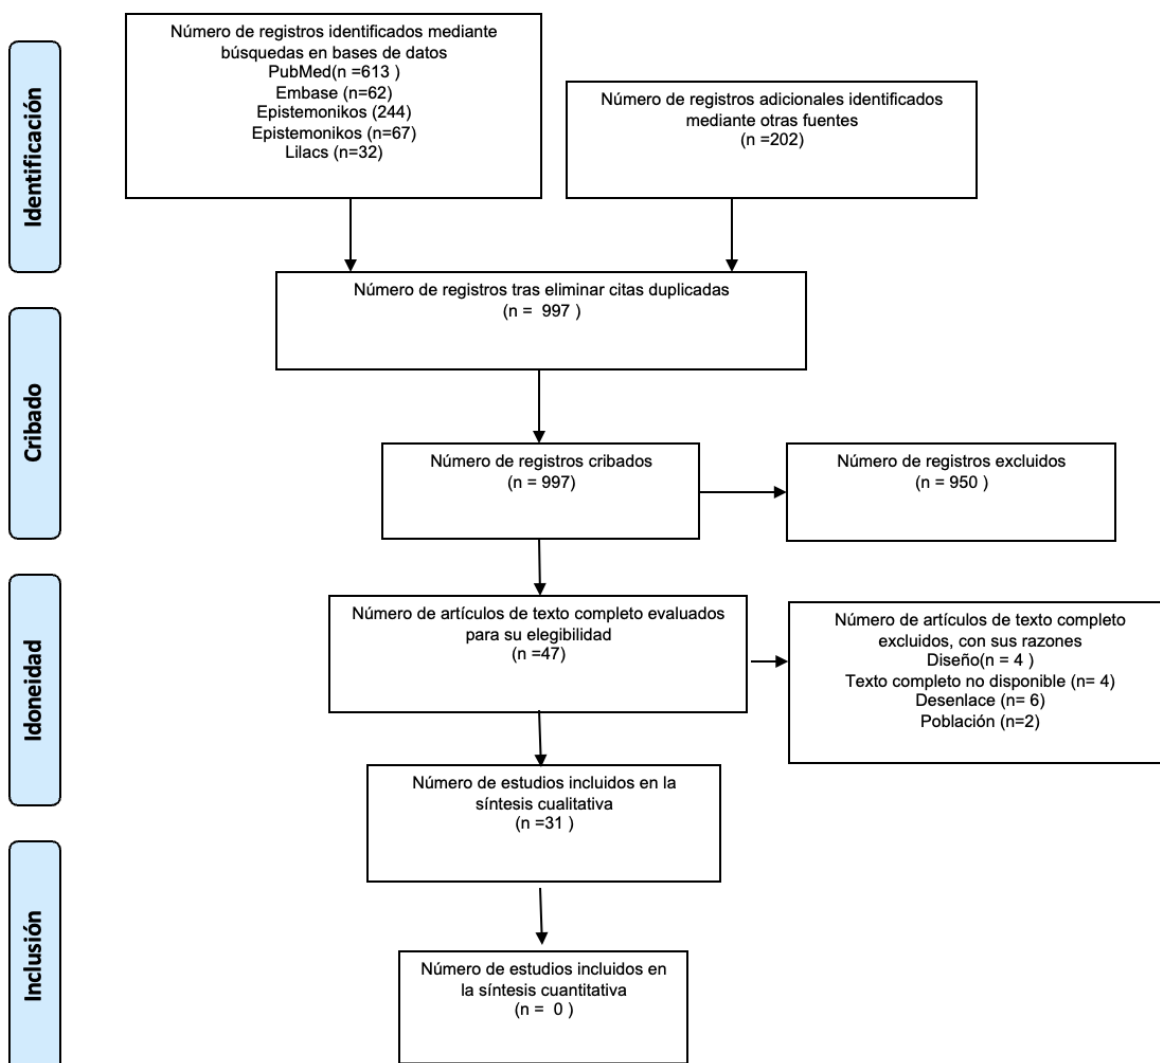 Identificación
Número de registros identificados mediante
búsquedas en bases de datos
PubMed(n =613 )
Embase (n=62)
Epistemonikos (244)
Epistemonikos (n=67)
Lilacs (n=32)
Número de registros adicionales identificados
mediante otras fuentes
(n =202)
Número de registros tras eliminar citas duplicadas
(n = 997 )
Cribado
Número de registros cribados
(n = 997)
Número de registros excluidos
(n = 950 )
Idoneidad
Número de artículos de texto completo evaluados
para su elegibilidad
(n =47)
Número de artículos de texto completo
excluidos, con sus razones
Diseño(n = 4 )
Texto completo no disponible (n= 4)
Desenlace (n= 6)
Población (n=2)
Número de estudios incluidos en la
síntesis cualitativa
(n =31 )
Inclusión
Número de estudios incluidos en
la síntesis cuantitativa
(n = 0 )